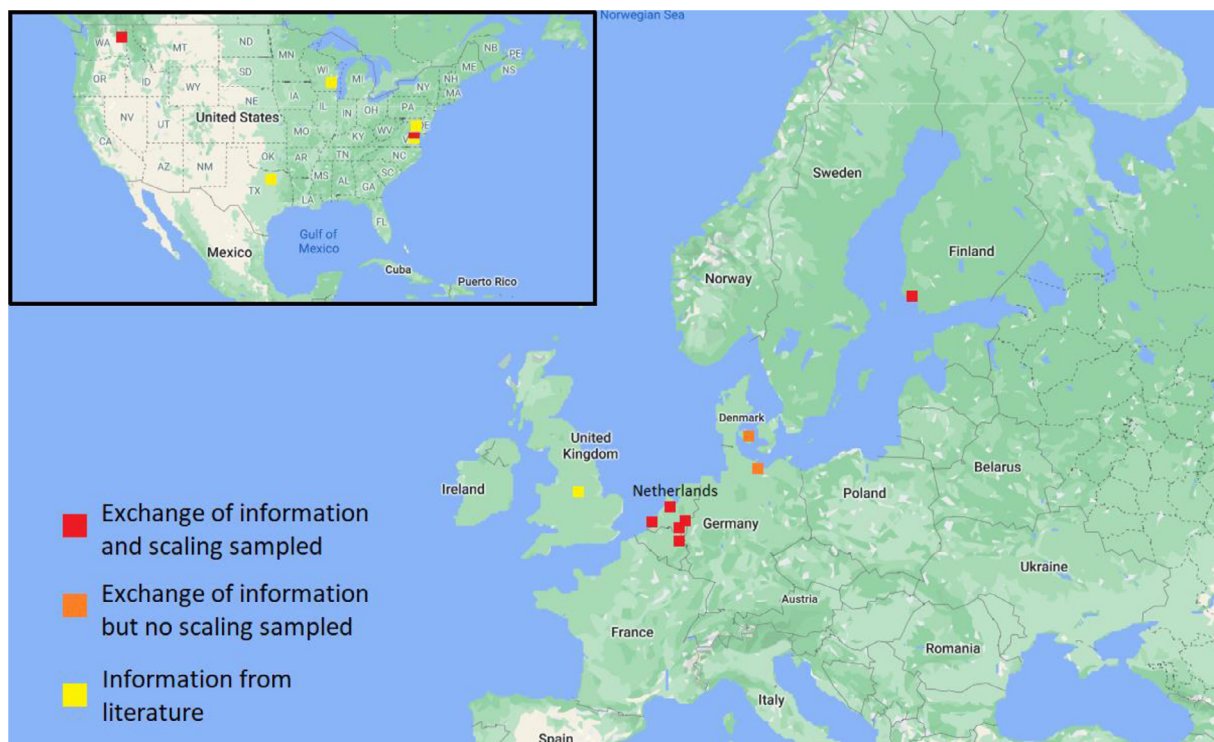 Norwegian Sea
WA
MT
ND
MN
NB
PE
NS
OR
ID
SD
WI
MI
ME
NH
MA
NY
WY
NE
IA
IL
IN
OH
PA
NV
UT
United States
MO
KY
WV
DE
CA
AZ
NM
OK
AR
TN
NC
SC
MS
AL
GA
TX
LA
FL
Gulf of
Mexico
Mexico
Cuba
Puerto Rico
Sweden
Finland
Norway
Denmark
United
Kingdom
Ireland
Netherlands
Germany
Poland
Belarus
Ukraine
Austria
France
Romania
Italy
Spain
Exchange of information
and scaling sampled
Exchange of information
but no scaling sampled
Information from
literature